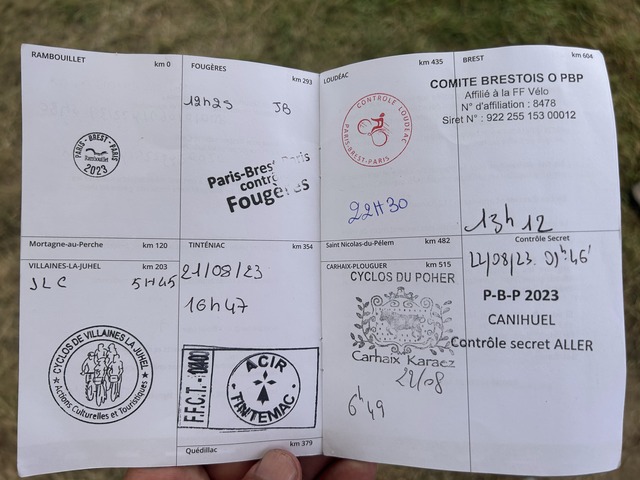 RAMBOUILLET km 0
PARIS - BREST - PARIS
Rambouillet
2023
Mortagne-au-Perche km 120
VILLAINES-LA-JUHEL km 203
JLC 5H45
CYCLOS DE VILLAINES LA JUHEL
Actions Culturelles et Touristiques
FOUGÈRES km 293
12h29 JB
Paris-Brest Paris
contrô
Fougères
TINTÉNIAC km 354
21/08/23
16h47
F.F.C.T.
ACIR
TINTENIAC
Quédillac km 379
LOUDÉAC km 435
CONTROLE LOUDEAC
PARIS-BREST-PARIS
22H30
Saint Nicolas du Pélem km 482
CARHAIX-PLOUGUER km 515
CYCLOS DU POHER
Carhaix Karaez
22/08
6h49
BREST km 604
COMITE BRESTOIS O PBP
Affilié à la FF Vélo
N° d'affiliation : 8478
Siret N° : 922 255 153 00012
13h12
Contrôle Secret
22/08/23. 01h46'
P-B-P 2023
CANIHUEL
Contrôle secret ALLER